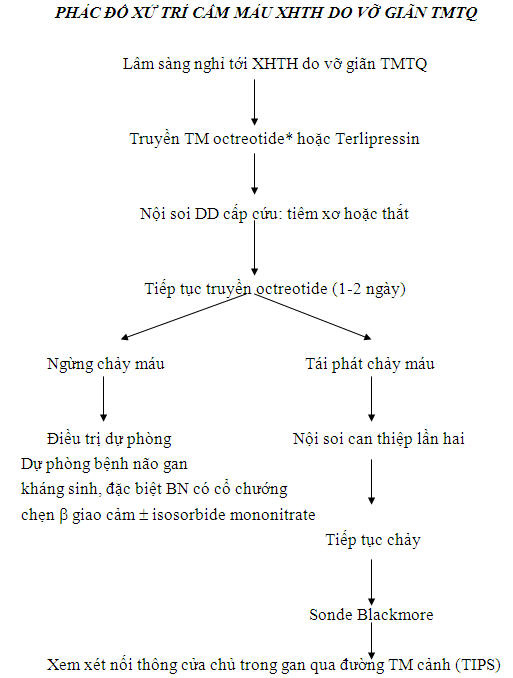 PHÁC ĐỒ XỬ TRÍ CẦM MÁU XHTH DO VỠ GIÃN TMTQ
Lâm sàng nghi tới XHTH do vỡ giãn TMTQ
Truyền TM octreotide* hoặc Terlipressin
Nội soi DD cấp cứu: tiêm xơ hoặc thắt
Tiếp tục truyền octreotide (1-2 ngày)
Ngừng chảy máu
Tái phát chảy máu
Điều trị dự phòng
Nội soi can thiệp lần hai
Dự phòng bệnh não gan
kháng sinh, đặc biệt BN có cổ chướng
chẹn β giao cảm ± isosorbide mononitrate
Tiếp tục chảy
Sonde Blackmore
Xem xét nối thông cửa chủ trong gan qua đường TM cảnh (TIPS)